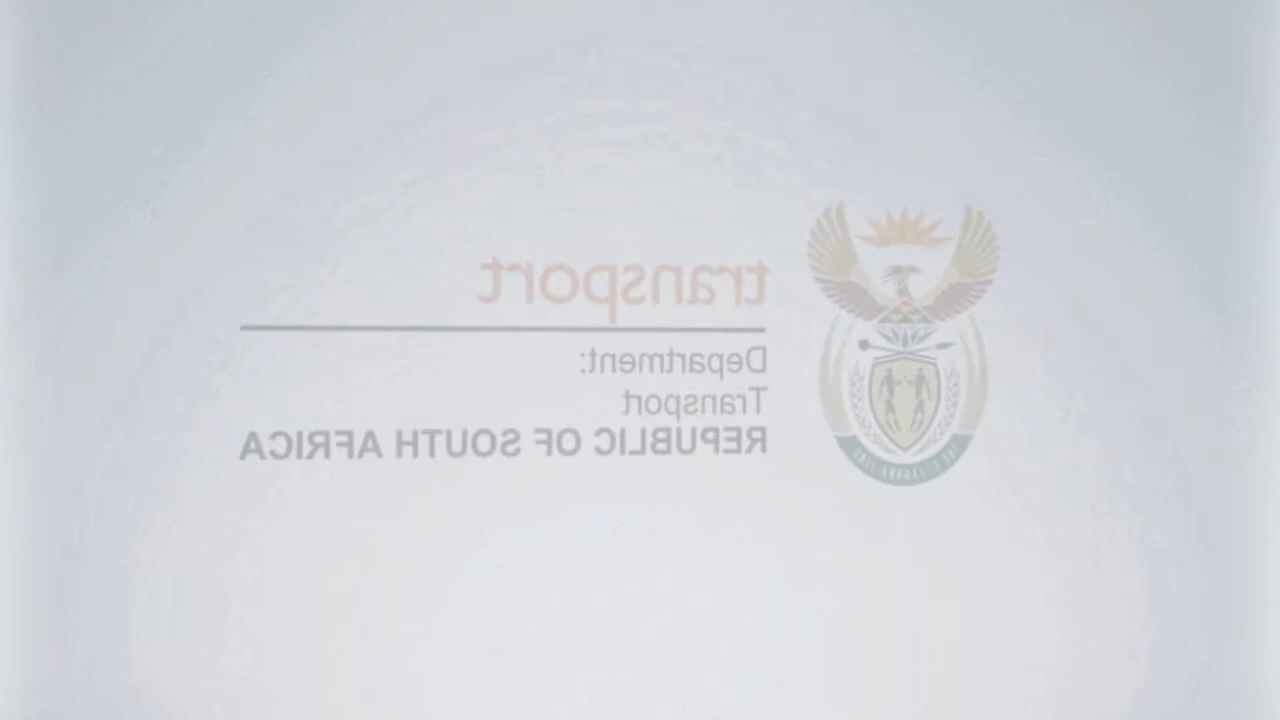 transport
Department:
Transport
REPUBLIC OF SOUTH AFRICA